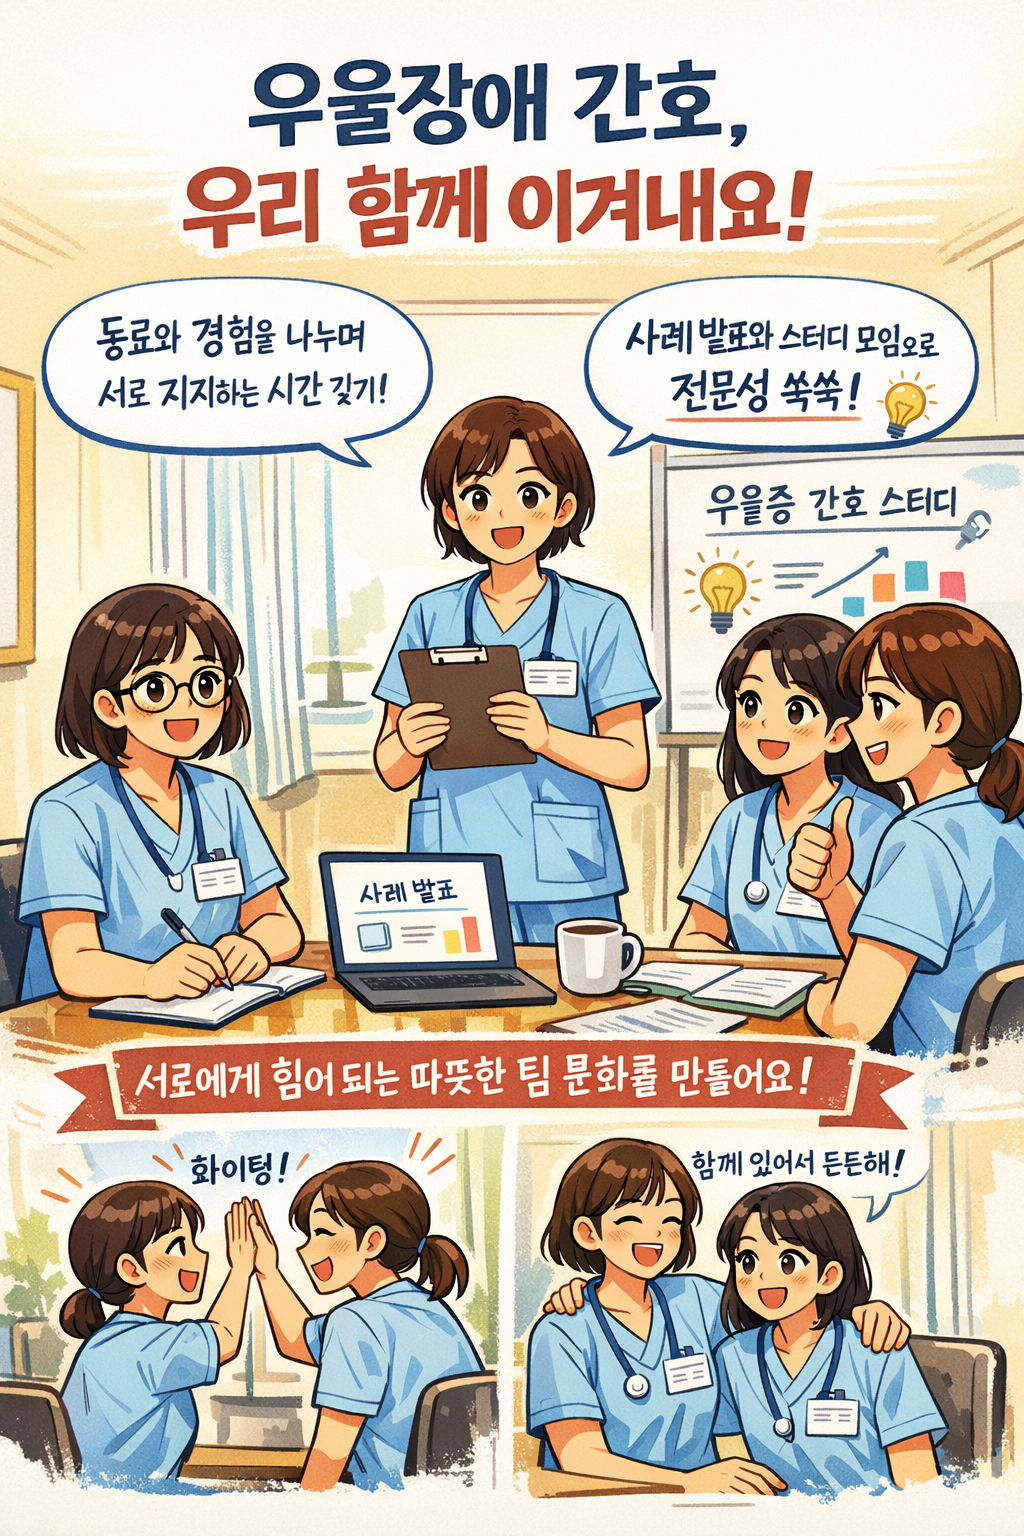 우울장애 간호,
우리 함께 이겨내요!
동료와 경험을 나누며
서로 지지하는 시간 갖기!
사례 발표와 스터디 모임으로
전문성 쑥쑥!
우울증 간호 스터디
사례 발표
서로에게 힘이 되는 따뜻한 팀 문화를 만들어요!
화이팅!
함께 있어서 든든해!